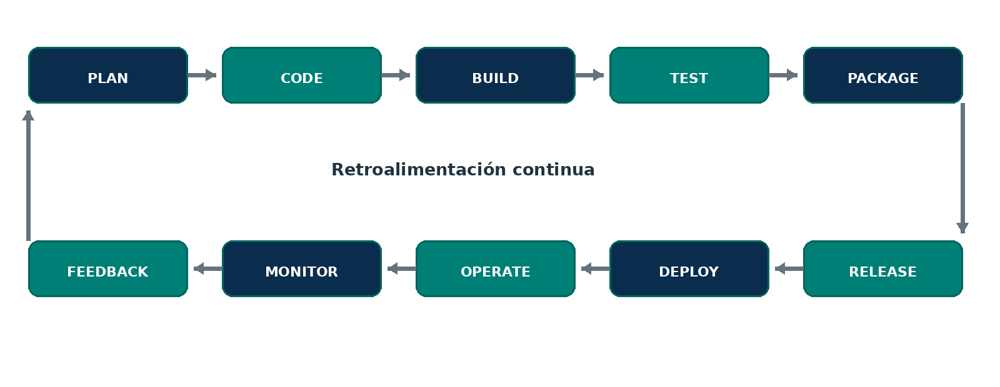 PLAN
CODE
BUILD
TEST
PACKAGE
Retroalimentación continua
FEEDBACK
MONITOR
OPERATE
DEPLOY
RELEASE